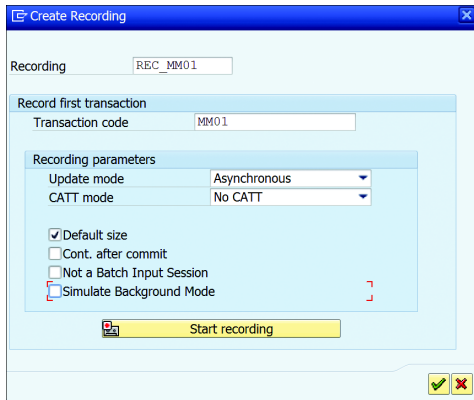 Create Recording
Recording REC_MM01
Record first transaction
Transaction code MM01
Recording parameters
Update mode Asynchronous
CATT mode No CATT
Default size
Cont. after commit
Not a Batch Input Session
Simulate Background Mode
Start recording